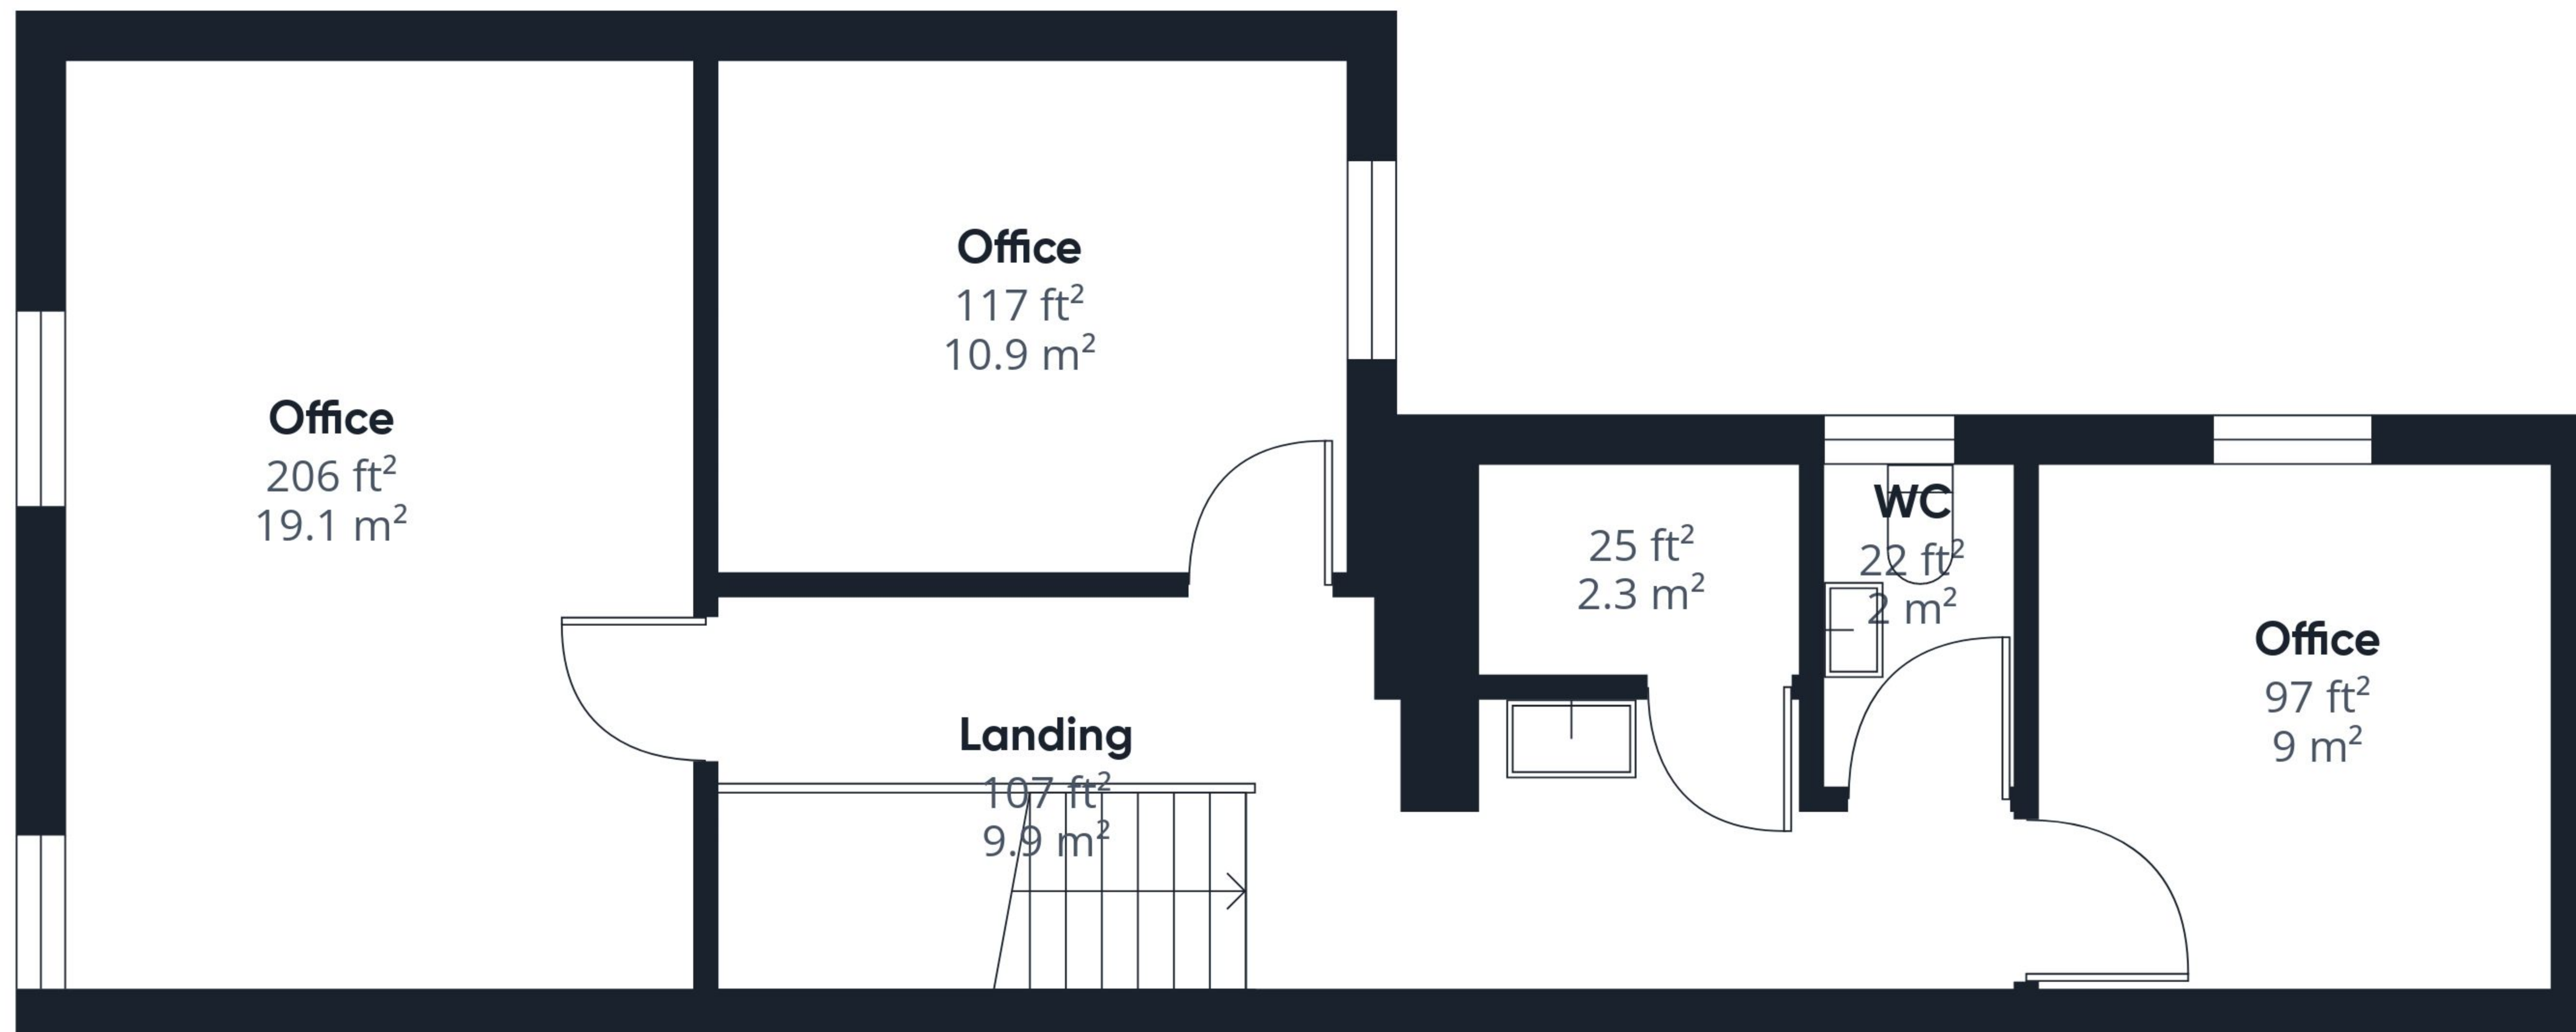 Office
206 ft²
19.1 m²
Office
117 ft²
10.9 m²
Landing
107 ft²
9.9 m²
25 ft²
2.3 m²
WC
22 ft²
2 m²
Office
97 ft²
9 m²